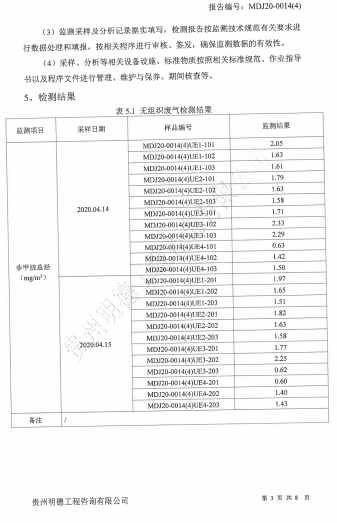 报告编号：MDJ20-0014(4)
（3）监测采样及分析记录据实填写，检测报告按监测技术规范有关要求进
行数据处理和填报，按相关程序进行审核、签发，确保监测数据的有效性。
（4）采样、分析等相关设备设施、标准物质按照相关标准规范、作业指导
书以及程序文件进行管理、维护与保养、期间核查等。
5、检测结果
表 5.1 无组织废气检测结果
监测项目 采样日期 样品编号 监测结果
非甲烷总烃
（mg/m³）
2020.04.14
MDJ20-0014(4)UE1-101 2.05
MDJ20-0014(4)UE1-102 1.63
MDJ20-0014(4)UE1-103 1.61
MDJ20-0014(4)UE2-101 1.79
MDJ20-0014(4)UE2-102 1.63
MDJ20-0014(4)UE2-103 1.58
MDJ20-0014(4)UE3-101 1.71
MDJ20-0014(4)UE3-102 2.33
MDJ20-0014(4)UE3-103 2.29
MDJ20-0014(4)UE4-101 0.63
MDJ20-0014(4)UE4-102 1.42
MDJ20-0014(4)UE4-103 1.50
2020.04.15
MDJ20-0014(4)UE1-201 1.97
MDJ20-0014(4)UE1-202 1.65
MDJ20-0014(4)UE1-203 1.51
MDJ20-0014(4)UE2-201 1.82
MDJ20-0014(4)UE2-202 1.63
MDJ20-0014(4)UE2-203 1.58
MDJ20-0014(4)UE3-201 1.77
MDJ20-0014(4)UE3-202 2.25
MDJ20-0014(4)UE3-203 0.62
MDJ20-0014(4)UE4-201 0.60
MDJ20-0014(4)UE4-202 1.40
MDJ20-0014(4)UE4-203 1.43
备注 /
贵州明德工程咨询有限公司
第 3 页 共 8 页